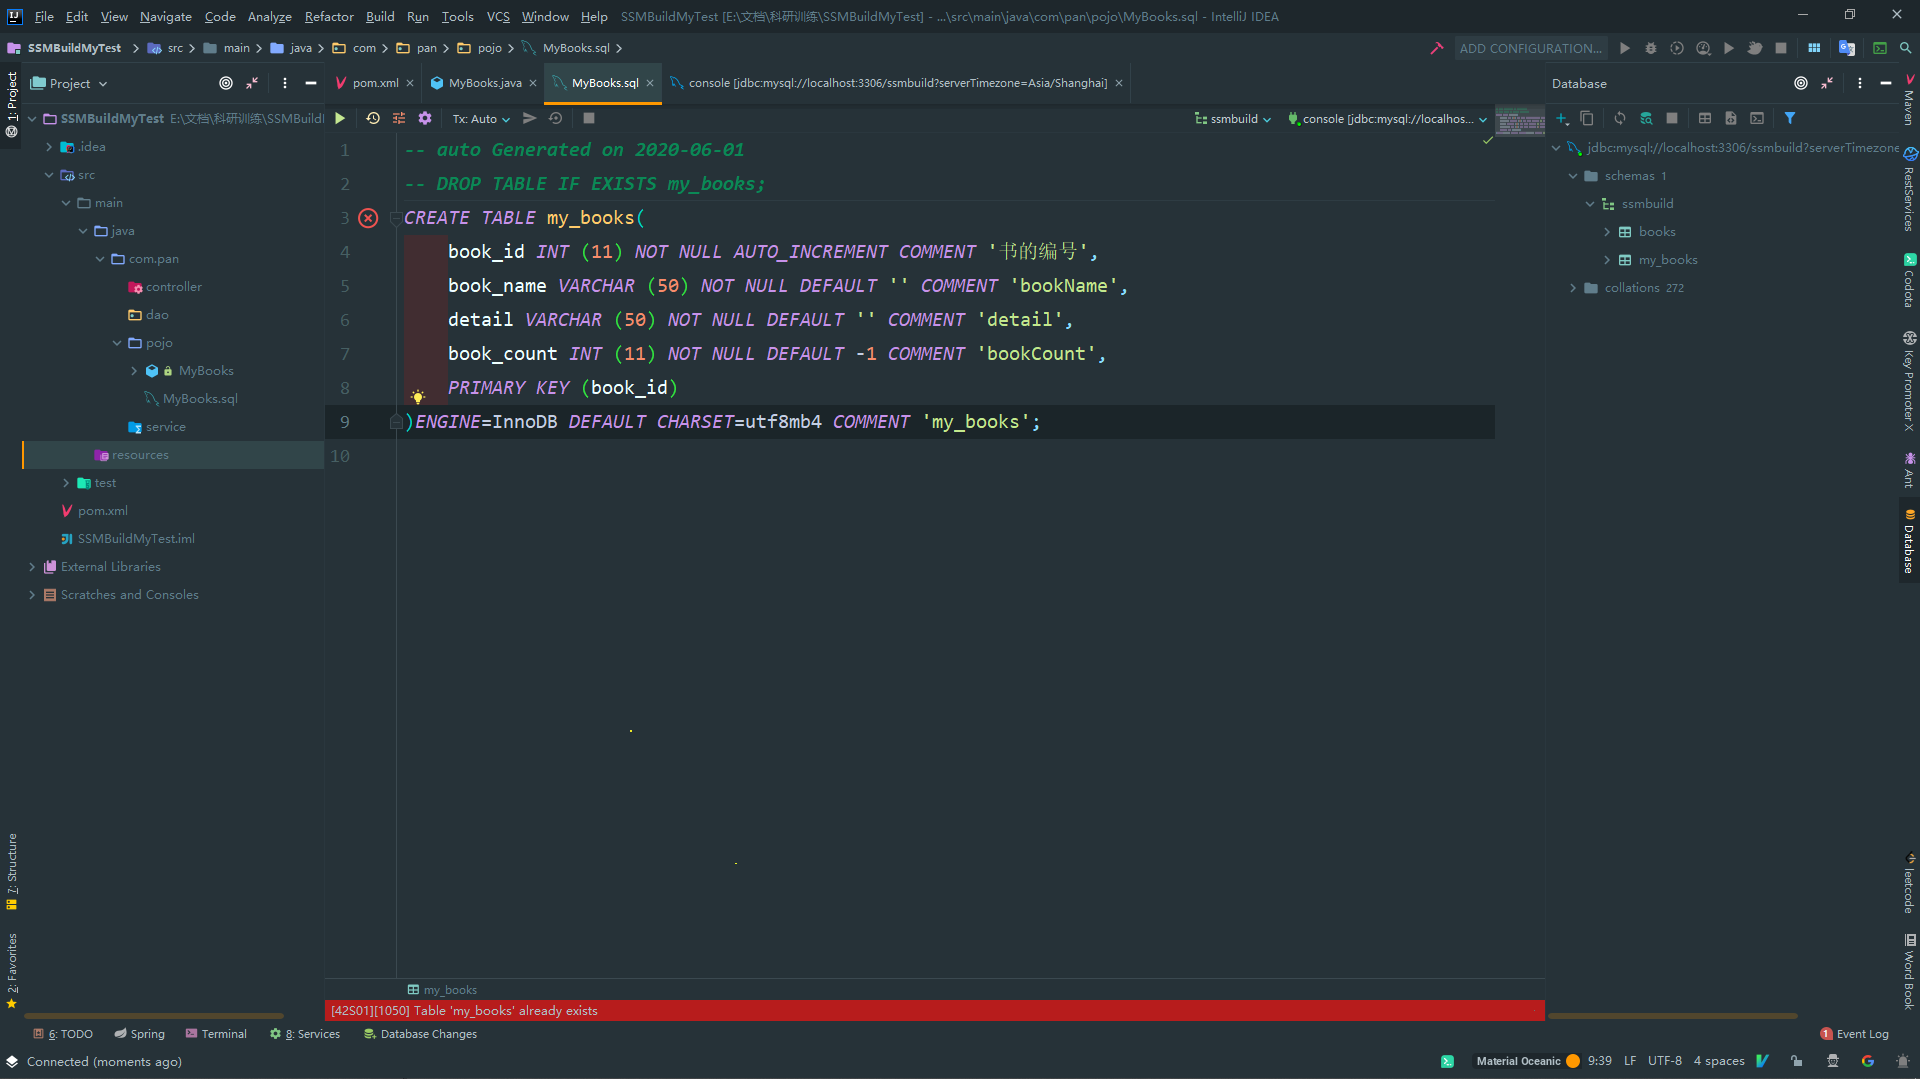 File Edit View Navigate Code Analyze Refactor Build Run Tools VCS Window Help SSMBuildMyTest [E:\文档\科研训练\SSMBuildMyTest] - ...\src\main\java\com\pan\pojo\MyBooks.sql - IntelliJ IDEA
SSMBuildMyTest src main java com pan pojo MyBooks.sql ADD CONFIGURATION...
Project
pom.xml MyBooks.java MyBooks.sql console [jdbc:mysql://localhost:3306/ssmbuild?serverTimezone=Asia/Shanghai]
Database
Tx: Auto ssmbuild console [jdbc:mysql://localhos...
1: Project
SSMBuildMyTest E:\文档\科研训练\SSMBuildI
.idea
src
main
java
com.pan
controller
dao
pojo
MyBooks
MyBooks.sql
service
resources
test
pom.xml
SSMBuildMyTest.iml
External Libraries
Scratches and Consoles
7: Structure
2: Favorites
1 -- auto Generated on 2020-06-01
2 -- DROP TABLE IF EXISTS my_books;
3 CREATE TABLE my_books(
4 book_id INT (11) NOT NULL AUTO_INCREMENT COMMENT '书的编号',
5 book_name VARCHAR (50) NOT NULL DEFAULT '' COMMENT 'bookName',
6 detail VARCHAR (50) NOT NULL DEFAULT '' COMMENT 'detail',
7 book_count INT (11) NOT NULL DEFAULT -1 COMMENT 'bookCount',
8 PRIMARY KEY (book_id)
9 )ENGINE=InnoDB DEFAULT CHARSET=utf8mb4 COMMENT 'my_books';
10
my_books
[42S01][1050] Table 'my_books' already exists
jdbc:mysql://localhost:3306/ssmbuild?serverTimezone
schemas 1
ssmbuild
books
my_books
collations 272
Maven
RestServices
Codota
Key Promoter X
Ant
Database
leetcode
Word Book
6: TODO Spring Terminal 8: Services Database Changes 1 Event Log
Connected (moments ago) Material Oceanic 9:39 LF UTF-8 4 spaces